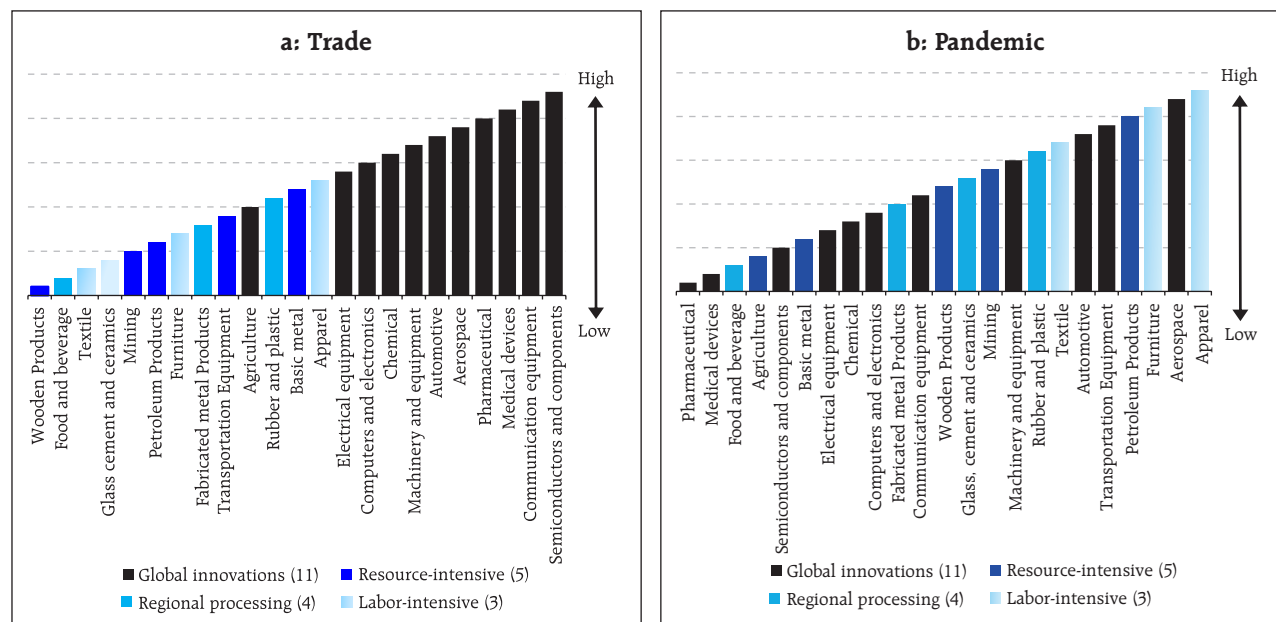 a: Trade
High
Low
Wooden Products
Food and beverage
Textile
Glass cement and ceramics
Mining
Petroleum Products
Furniture
Fabricated metal Products
Transportation Equipment
Agriculture
Rubber and plastic
Basic metal
Apparel
Electrical equipment
Computers and electronics
Chemical
Machinery and equipment
Automotive
Aerospace
Pharmaceutical
Medical devices
Communication equipment
Semiconductors and components
Global innovations (11)
Resource-intensive (5)
Regional processing (4)
Labor-intensive (3)
b: Pandemic
High
Low
Pharmaceutical
Medical devices
Food and beverage
Agriculture
Semiconductors and components
Basic metal
Electrical equipment
Chemical
Computers and electronics
Fabricated metal Products
Communication equipment
Wooden Products
Glass, cement and ceramics
Mining
Machinery and equipment
Rubber and plastic
Textile
Automotive
Transportation Equipment
Petroleum Products
Furniture
Aerospace
Apparel
Global innovations (11)
Resource-intensive (5)
Regional processing (4)
Labor-intensive (3)